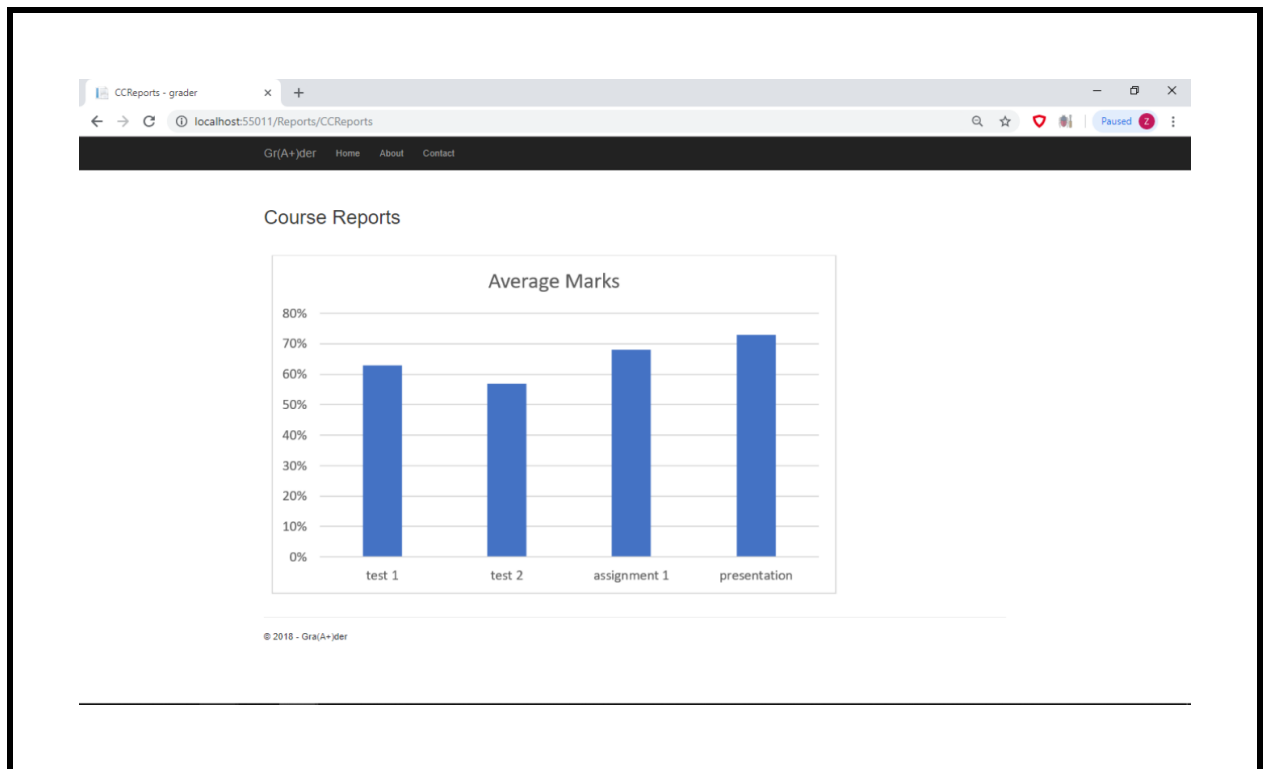 CCReports - grader
localhost:55011/Reports/CCReports
Paused Z
Gr(A+)der Home About Contact
Course Reports
Average Marks
80%
70%
60%
50%
40%
30%
20%
10%
0%
test 1 test 2 assignment 1 presentation
© 2018 - Gra(A+)der